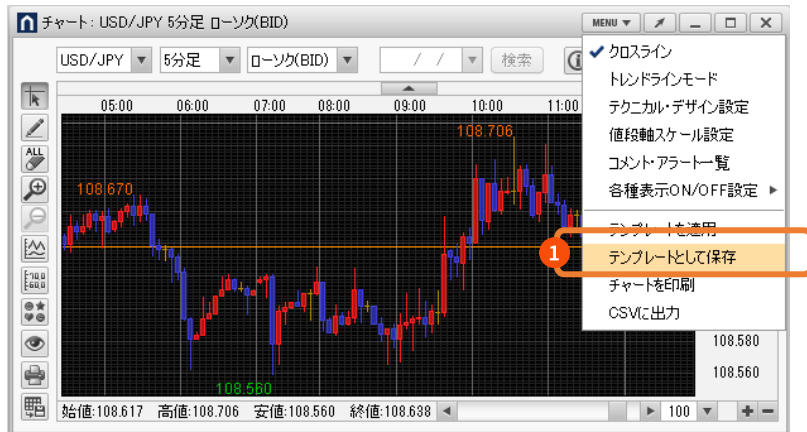 チャート: USD/JPY 5分足 ローソク(BID)
MENU ▼
USD/JPY ▼ 5分足 ▼ ローソク(BID) ▼ / / ▼ 検索
✔ クロスライン
トレンドラインモード
テクニカル・デザイン設定
値段軸スケール設定
コメント・アラート一覧
各種表示ON/OFF設定 ▶
テンプレートを適用
1 テンプレートとして保存
チャートを印刷
CSVに出力
ALL
05:00 06:00 07:00 08:00 09:00 10:00 11:00
108.706
108.670
108.560
108.580
108.560
始値:108.617 高値:108.706 安値:108.560 終値:108.638
100 ▼ + −